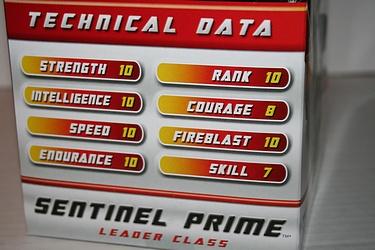 TECHNICAL DATA
STRENGTH 10
INTELLIGENCE 10
SPEED 10
ENDURANCE 10
RANK 10
COURAGE 8
FIREBLAST 10
SKILL 7
SENTINEL PRIME™
LEADER CLASS